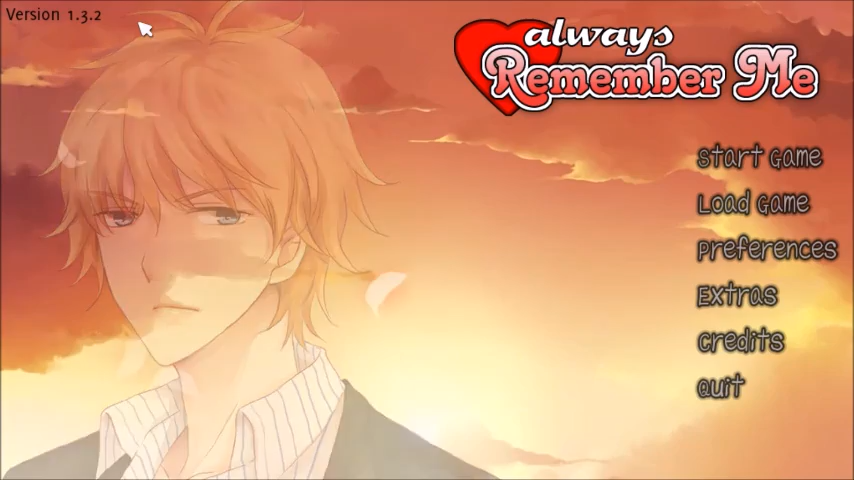 Version 1.3.2
always
Remember Me
Start Game
Load Game
Preferences
Extras
Credits
Quit